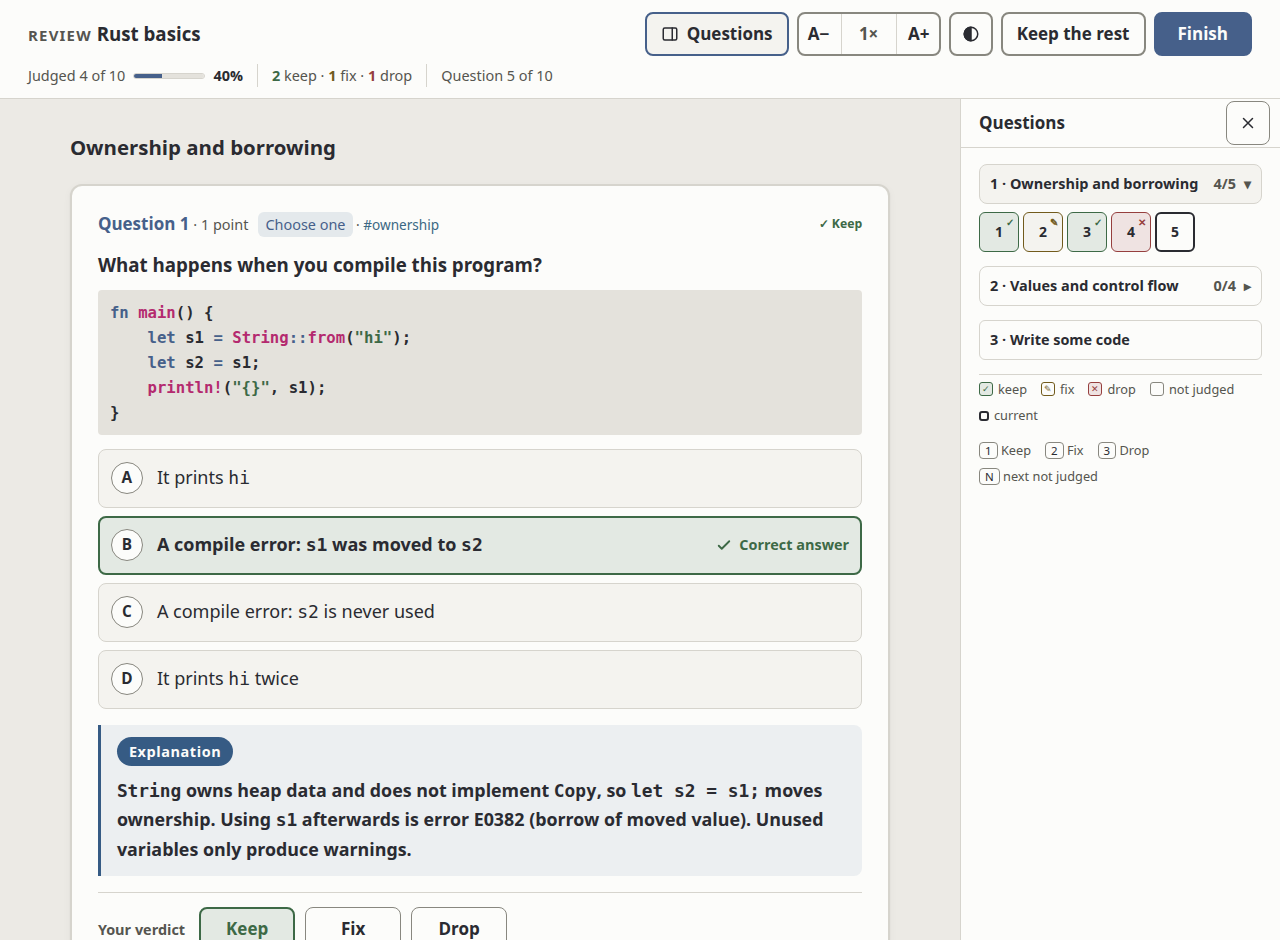 REVIEW Rust basics
Questions
A−
1×
A+
Keep the rest
Finish
Judged 4 of 10
40%
2 keep · 1 fix · 1 drop
Question 5 of 10
Ownership and borrowing
Question 1 · 1 point Choose one · #ownership
✓ Keep
What happens when you compile this program?
fn main() {
    let s1 = String::from("hi");
    let s2 = s1;
    println!("{}", s1);
}
A It prints hi
B A compile error: s1 was moved to s2 ✓ Correct answer
C A compile error: s2 is never used
D It prints hi twice
Explanation
String owns heap data and does not implement Copy, so let s2 = s1; moves
ownership. Using s1 afterwards is error E0382 (borrow of moved value). Unused
variables only produce warnings.
Your verdict Keep Fix Drop
Questions ×
1 · Ownership and borrowing 4/5 ▾
1 ✓ 2 ✎ 3 ✓ 4 ✕ 5
2 · Values and control flow 0/4 ▸
3 · Write some code
✓ keep ✎ fix ✕ drop not judged
current
1 Keep 2 Fix 3 Drop
N next not judged